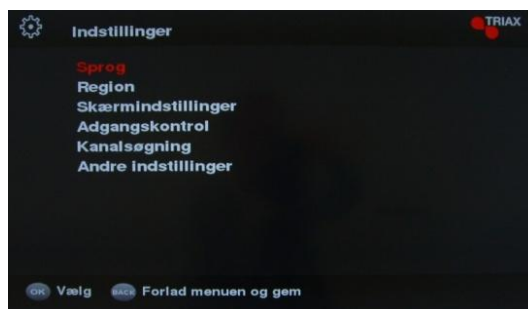 Indstillinger
TRIAX
Sprog
Region
Skærmindstillinger
Adgangskontrol
Kanalsøgning
Andre indstillinger
OK Vælg BACK Forlad menuen og gem